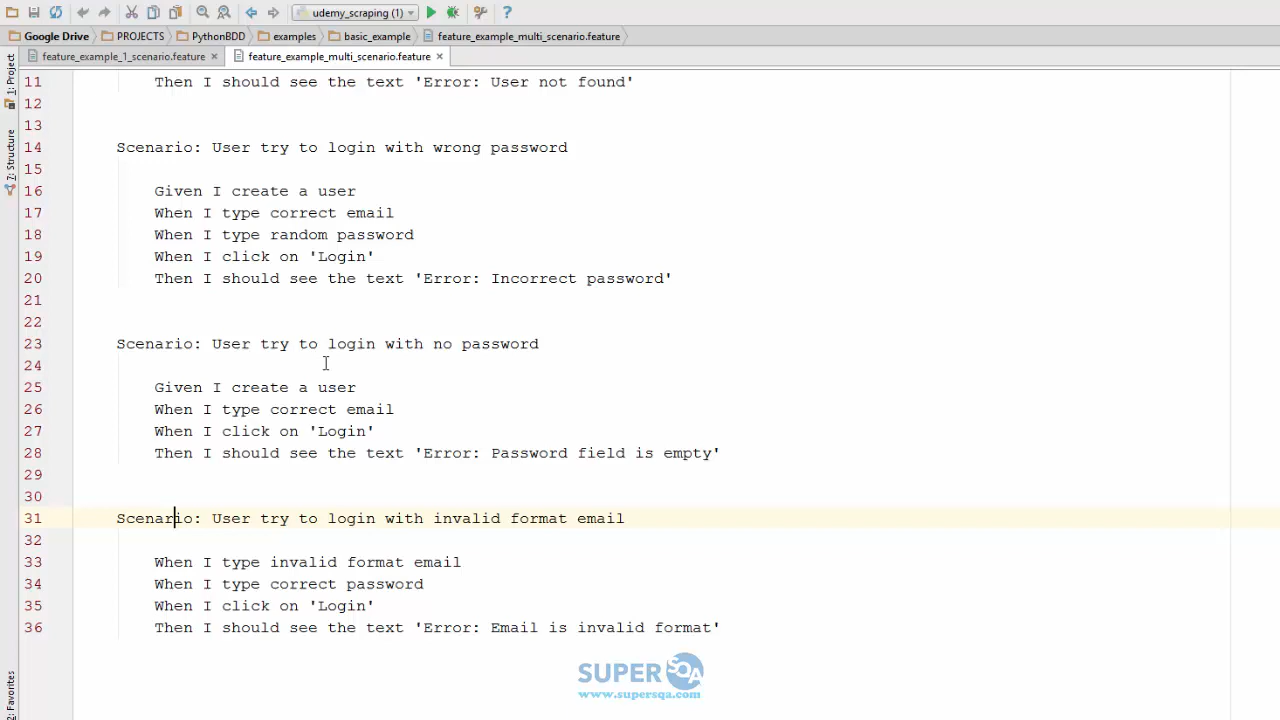 udemy_scraping (1)
Google Drive PROJECTS PythonBDD examples basic_example feature_example_multi_scenario.feature
feature_example_1_scenario.feature feature_example_multi_scenario.feature
1: Project
Z: Structure
2: Favorites
11 Then I should see the text 'Error: User not found'
12
13
14 Scenario: User try to login with wrong password
15
16 Given I create a user
17 When I type correct email
18 When I type random password
19 When I click on 'Login'
20 Then I should see the text 'Error: Incorrect password'
21
22
23 Scenario: User try to login with no password
24
25 Given I create a user
26 When I type correct email
27 When I click on 'Login'
28 Then I should see the text 'Error: Password field is empty'
29
30
31 Scenario: User try to login with invalid format email
32
33 When I type invalid format email
34 When I type correct password
35 When I click on 'Login'
36 Then I should see the text 'Error: Email is invalid format'
SUPER SQA
www.supersqa.com